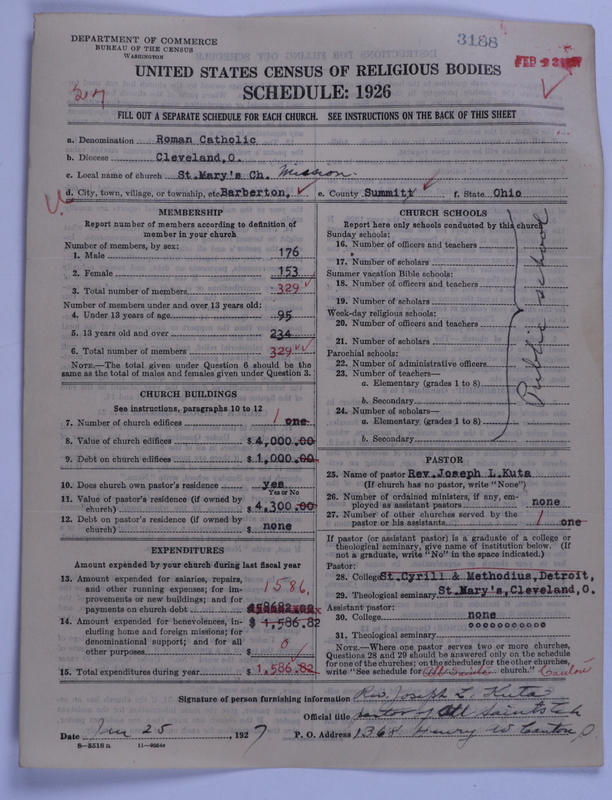 DEPARTMENT OF COMMERCE
BUREAU OF THE CENSUS
WASHINGTON
3188
FEB 2 1927
27
UNITED STATES CENSUS OF RELIGIOUS BODIES
SCHEDULE: 1926
FILL OUT A SEPARATE SCHEDULE FOR EACH CHURCH. SEE INSTRUCTIONS ON THE BACK OF THIS SHEET
a. Denomination Roman Catholic
b. Diocese Cleveland,O.
c. Local name of church St.Mary's Ch. Mission.
d. City, town, village, or township, etc Barberton, e. County Summitt f. State Ohio
MEMBERSHIP
Report number of members according to definition of
member in your church
Number of members, by sex:
1. Male 176
2. Female 153
3. Total number of members 329
Number of members under and over 13 years old:
4. Under 13 years of age 95
5. 13 years old and over 234
6. Total number of members 329
NOTE.—The total given under Question 6 should be the
same as the total of males and females given under Question 3.
CHURCH BUILDINGS
See instructions, paragraphs 10 to 12
7. Number of church edifices 1 one
8. Value of church edifices $ 4,000.00
9. Debt on church edifices $ 1,000.00
10. Does church own pastor's residence yes
Yes or No
11. Value of pastor's residence (if owned by
church) $ 4,300.00
12. Debt on pastor's residence (if owned by
church) $ none
EXPENDITURES
Amount expended by your church during last fiscal year
13. Amount expended for salaries, repairs,
and other running expenses; for im-
provements or new buildings; and for
payments on church debt 1586.
14. Amount expended for benevolences, in-
cluding home and foreign missions; for
denominational support; and for all
other purposes $ 1,586.82
0
15. Total expenditures during year $ 1,586.82
CHURCH SCHOOLS
Report here only schools conducted by this church
Sunday schools:
16. Number of officers and teachers
17. Number of scholars
Summer vacation Bible schools:
18. Number of officers and teachers
19. Number of scholars
Week-day religious schools:
20. Number of officers and teachers
21. Number of scholars
Parochial schools:
22. Number of administrative officers
23. Number of teachers—
a. Elementary (grades 1 to 8)
b. Secondary
24. Number of scholars—
a. Elementary (grades 1 to 8)
b. Secondary
Public school
PASTOR
25. Name of pastor Rev.Joseph L.Kuta
(If church has no pastor, write "None")
26. Number of ordained ministers, if any, em-
ployed as assistant pastors none
27. Number of other churches served by the
pastor or his assistants 1 one
If pastor (or assistant pastor) is a graduate of a college or
theological seminary, give name of institution below. (If
not a graduate, write "No" in the space indicated.)
Pastor:
28. College St.Cyrill & Methodius,Detroit,
29. Theological seminary St.Mary's,Cleveland,O.
Assistant pastor:
30. College none
31. Theological seminary oooooooooo
NOTE.—Where one pastor serves two or more churches,
Questions 28 and 29 should be answered only on the schedule
for one of the churches; on the schedules for the other churches,
write "See schedule for All Saints church." Canton
Signature of person furnishing information Rev. Joseph L. Kuta
Official title pastor of All Saints Ch
Date Jan 25 1927 P. O. Address 1368 Henry W Canton, O.
8—5518 a